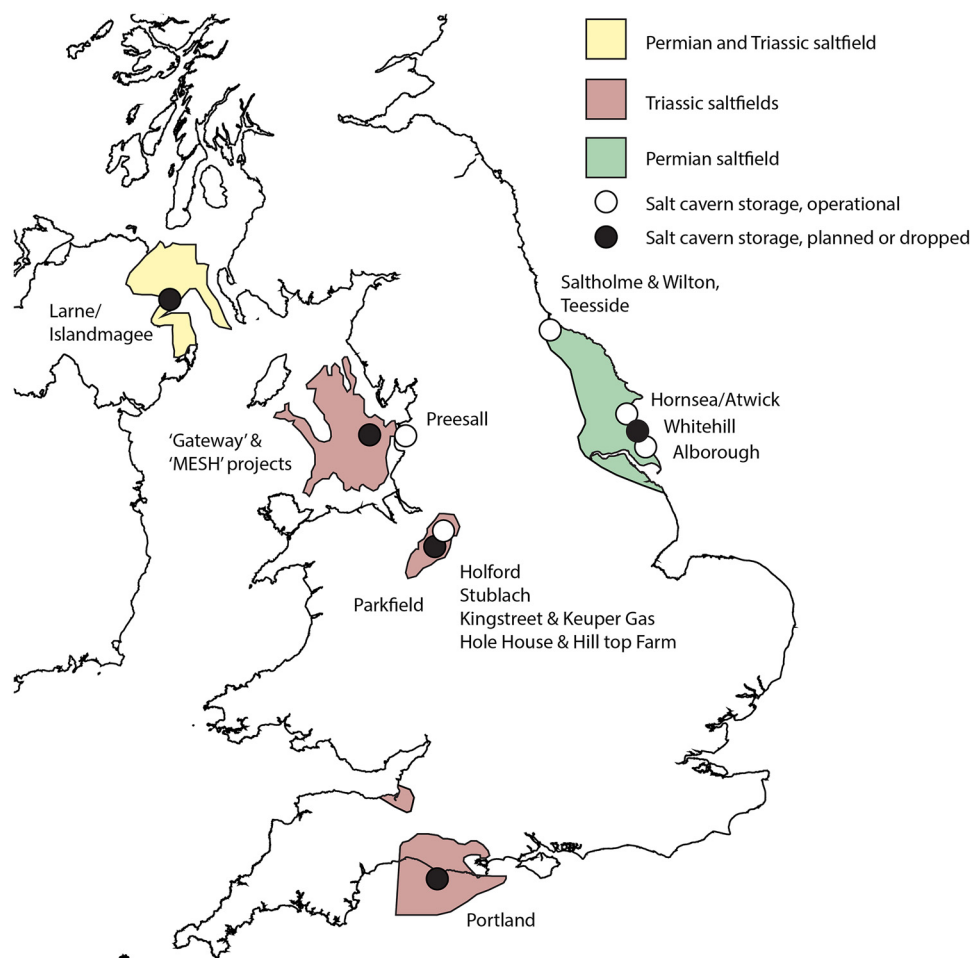 Permian and Triassic saltfield
Triassic saltfields
Permian saltfield
Salt cavern storage, operational
Salt cavern storage, planned or dropped
Saltholme & Wilton,
Teesside
Larne/
Islandmagee
Hornsea/Atwick
Whitehill
Alborough
Preesall
‘Gateway’ &
‘MESH’ projects
Holford
Stublach
Kingstreet & Keuper Gas
Hole House & Hill top Farm
Parkfield
Portland